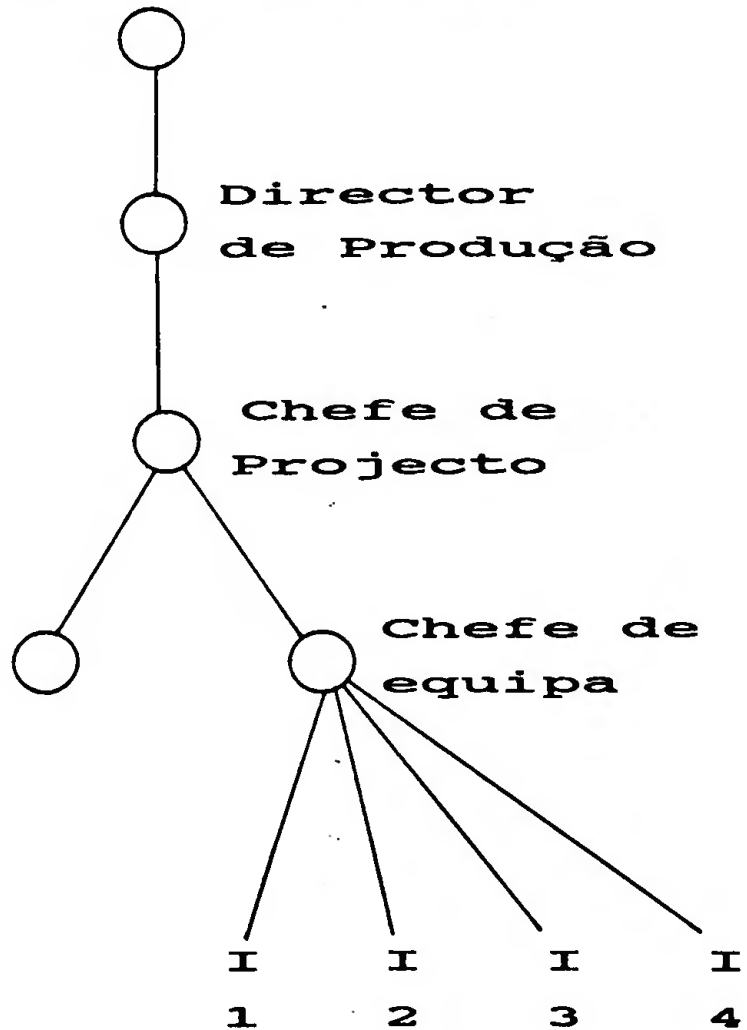 Director
de Produção
Chefe de
Projecto
Chefe de
equipa
I I I I
1 2 3 4